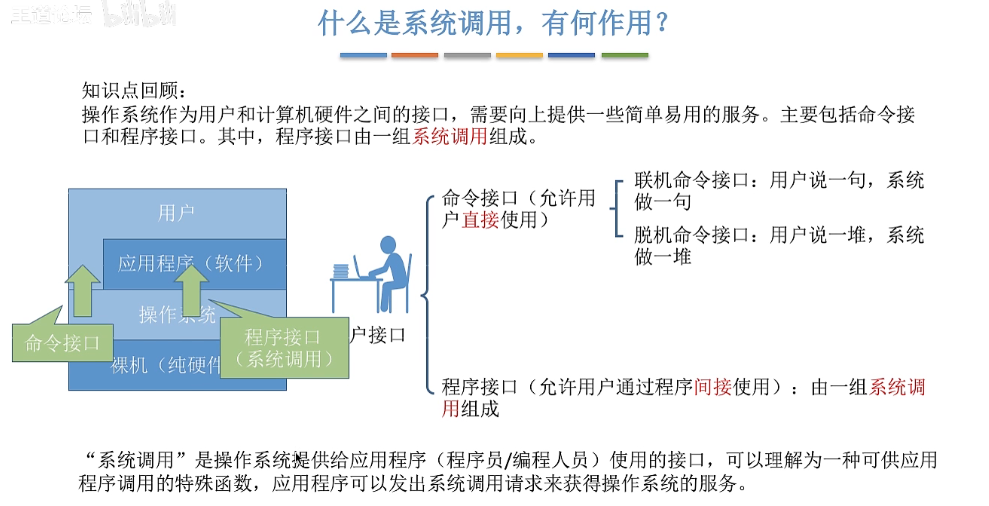 什么是系统调用，有何作用？
知识点回顾：
操作系统作为用户和计算机硬件之间的接口，需要向上提供一些简单易用的服务。主要包括命令接
口和程序接口。其中，程序接口由一组系统调用组成。
用户
应用程序（软件）
操作系统
裸机（纯硬件
命令接口
程序接口
（系统调用）
户接口
命令接口（允许用
户直接使用）
联机命令接口：用户说一句，系统
做一句
脱机命令接口：用户说一堆，系统
做一堆
程序接口（允许用户通过程序间接使用）：由一组系统调
用组成
“系统调用”是操作系统提供给应用程序（程序员/编程人员）使用的接口，可以理解为一种可供应用
程序调用的特殊函数，应用程序可以发出系统调用请求来获得操作系统的服务。